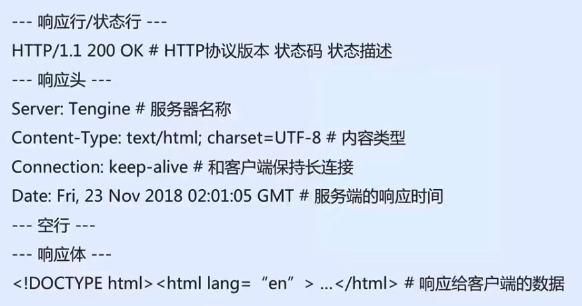 --- 响应行/状态行 ---
HTTP/1.1 200 OK # HTTP协议版本 状态码 状态描述
--- 响应头 ---
Server: Tengine # 服务器名称
Content-Type: text/html; charset=UTF-8 # 内容类型
Connection: keep-alive # 和客户端保持长连接
Date: Fri, 23 Nov 2018 02:01:05 GMT # 服务端的响应时间
--- 空行 ---
--- 响应体 ---
<!DOCTYPE html><html lang=“en”> ...</html> # 响应给客户端的数据